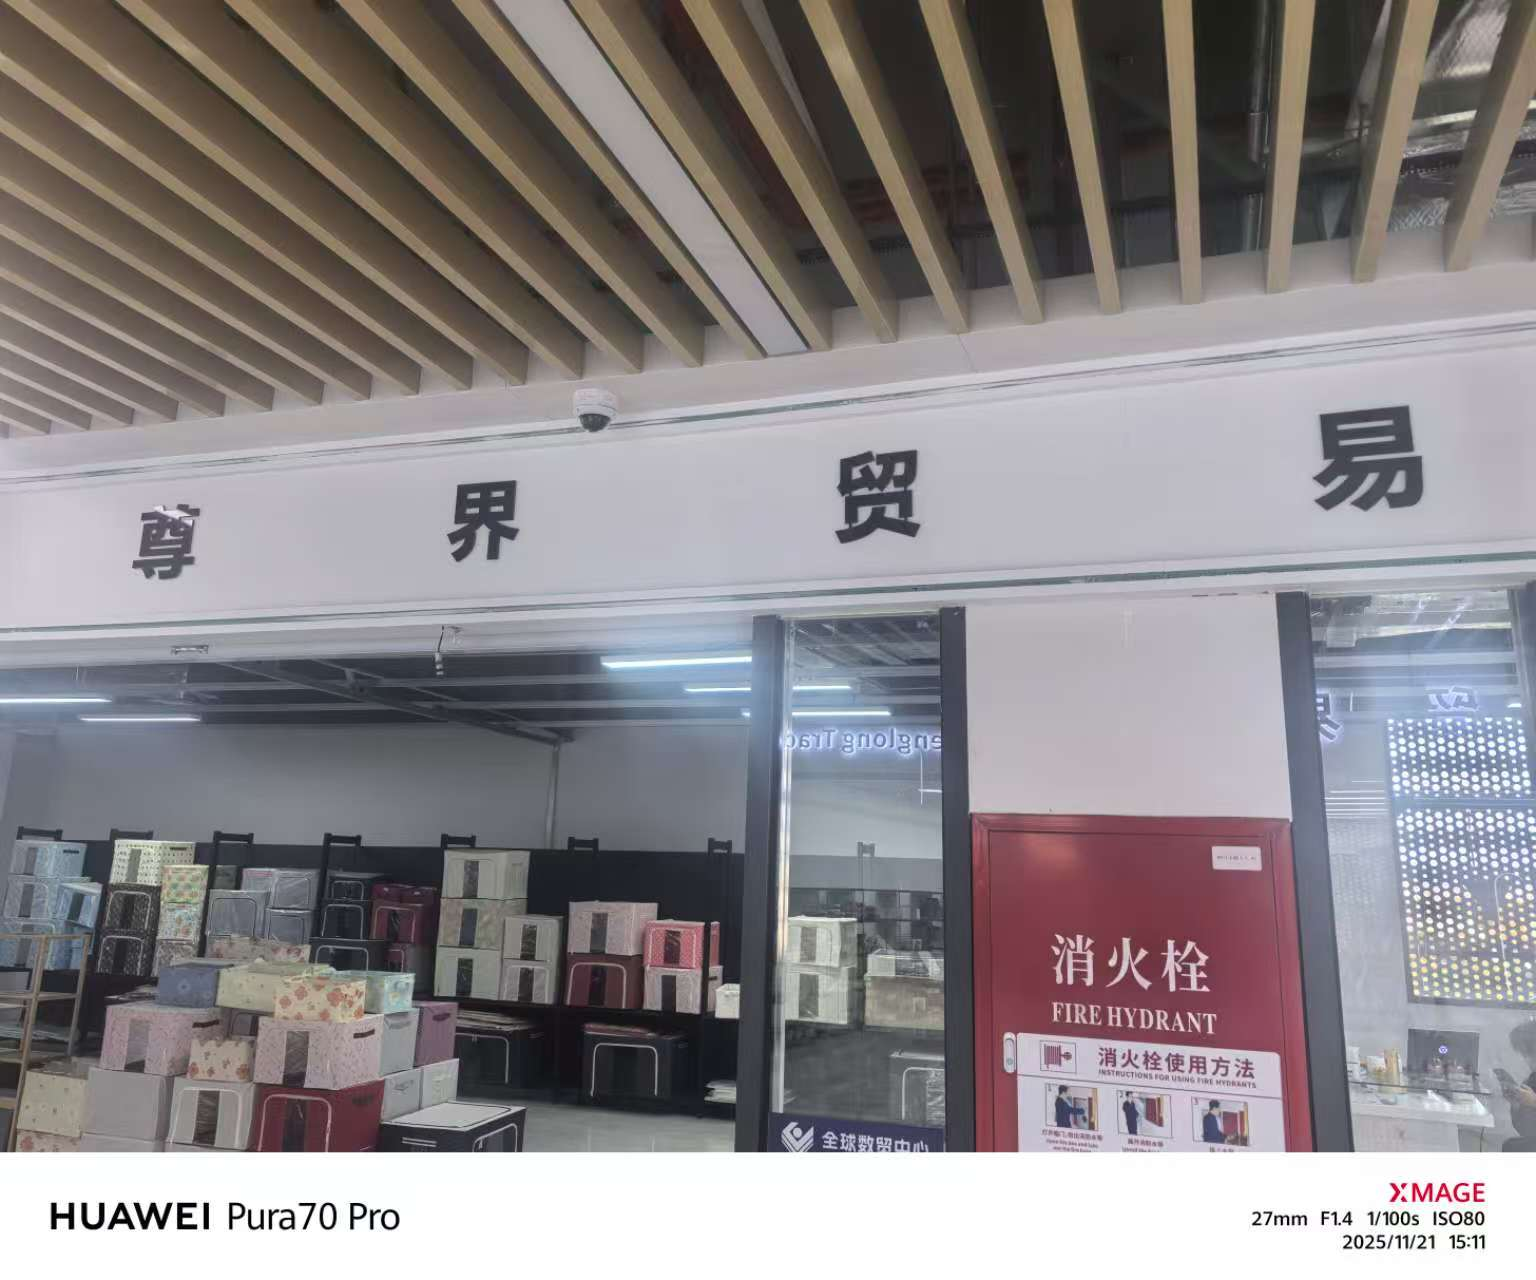 尊界贸易
englong Trac
消火栓
FIRE HYDRANT
消火栓使用方法
INSTRUCTIONS FOR USING FIRE HYDRANTS
全球数贸中心
HUAWEI Pura70 Pro
XMAGE
27mm F1.4 1/100s ISO80
2025/11/21 15:11